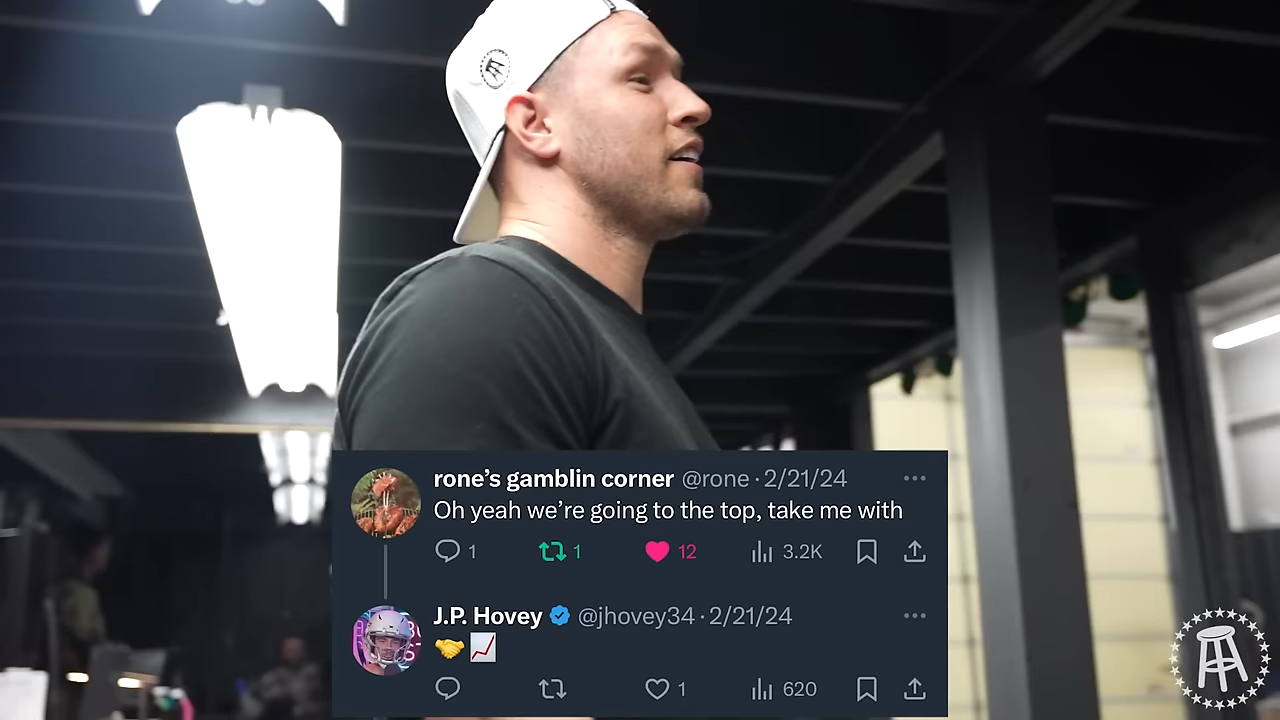 rone's gamblin corner @rone · 2/21/24
Oh yeah we're going to the top, take me with
1 1 12 3.2K
J.P. Hovey @jhovey34 · 2/21/24
1 620